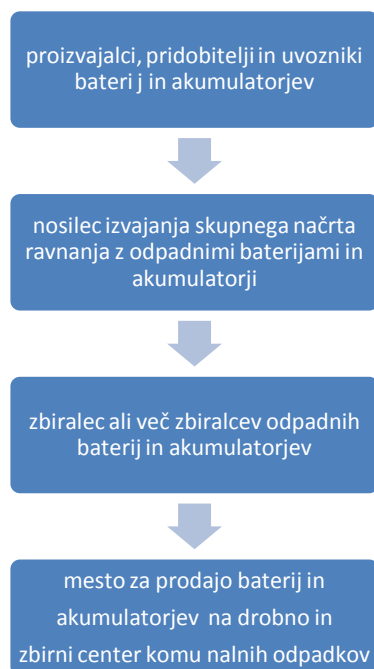 proizvajalci, pridobitelji in uvozniki
bateri j in akumulatorjev
nosilec izvajanja skupnega načrta
ravnanja z odpadnimi baterijami in
akumulatorji
zbiralec ali več zbiralcev odpadnih
baterij in akumulatorjev
mesto za prodajo baterij in
akumulatorjev na drobno in
zbirni center komu nalnih odpadkov